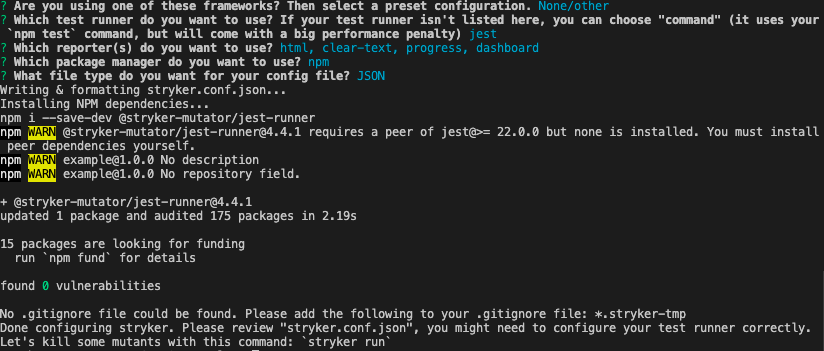 ? Are you using one of these frameworks? Then select a preset configuration. None/other
? Which test runner do you want to use? If your test runner isn't listed here, you can choose "command" (it uses your
`npm test` command, but will come with a big performance penalty) jest
? Which reporter(s) do you want to use? html, clear-text, progress, dashboard
? Which package manager do you want to use? npm
? What file type do you want for your config file? JSON
Writing & formatting stryker.conf.json...
Installing NPM dependencies...
npm i --save-dev @stryker-mutator/jest-runner
npm WARN @stryker-mutator/jest-runner@4.4.1 requires a peer of jest@>= 22.0.0 but none is installed. You must install
peer dependencies yourself.
npm WARN example@1.0.0 No description
npm WARN example@1.0.0 No repository field.
+ @stryker-mutator/jest-runner@4.4.1
updated 1 package and audited 175 packages in 2.19s
15 packages are looking for funding
run `npm fund` for details
found 0 vulnerabilities
No .gitignore file could be found. Please add the following to your .gitignore file: *.stryker-tmp
Done configuring stryker. Please review "stryker.conf.json", you might need to configure your test runner correctly.
Let's kill some mutants with this command: `stryker run`